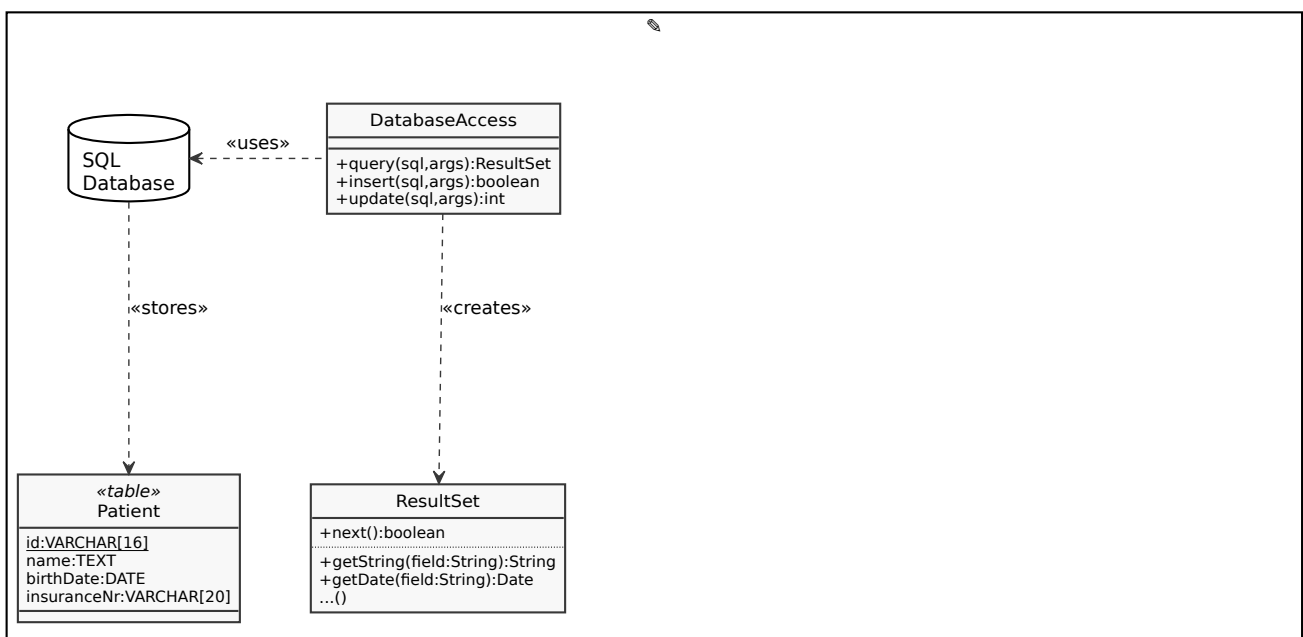 ✎
SQL
Database
«uses»
DatabaseAccess
+query(sql,args):ResultSet
+insert(sql,args):boolean
+update(sql,args):int
«stores»
«creates»
«table»
Patient
id:VARCHAR[16]
name:TEXT
birthDate:DATE
insuranceNr:VARCHAR[20]
ResultSet
+next():boolean
+getString(field:String):String
+getDate(field:String):Date
...()